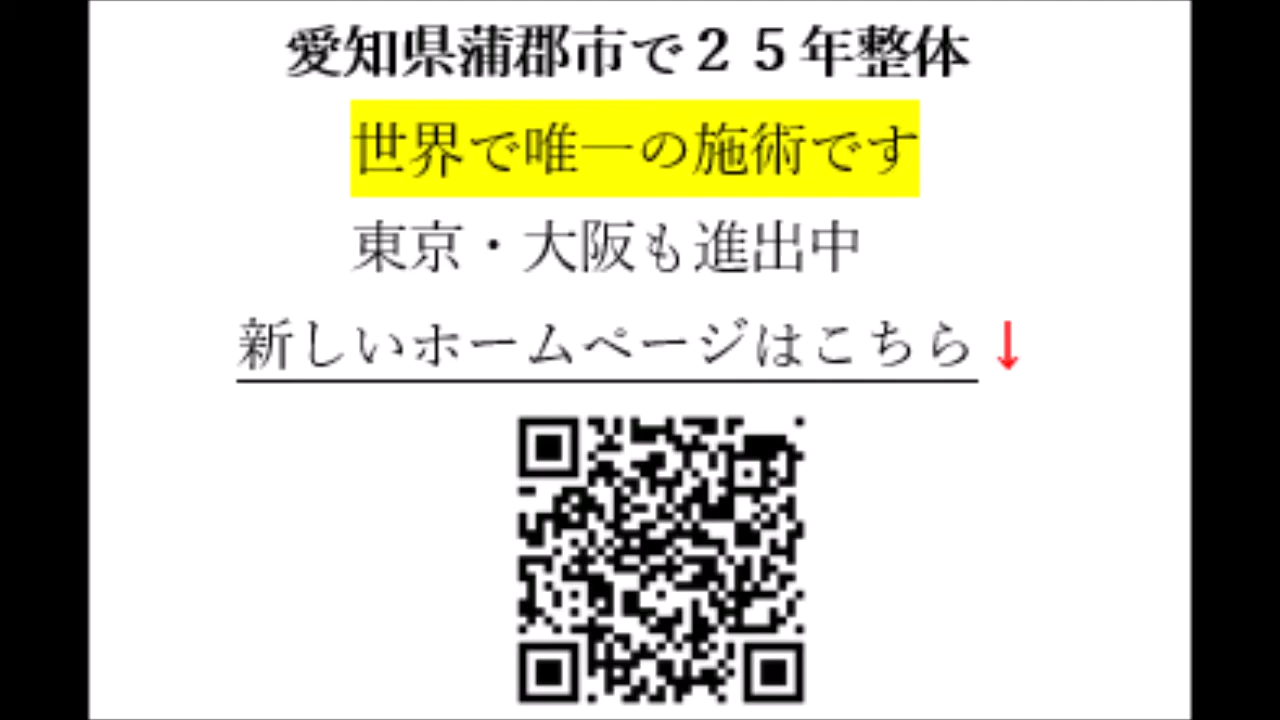 愛知県蒲郡市で２５年整体
世界で唯一の施術です
東京・大阪も進出中
新しいホームページはこちら↓